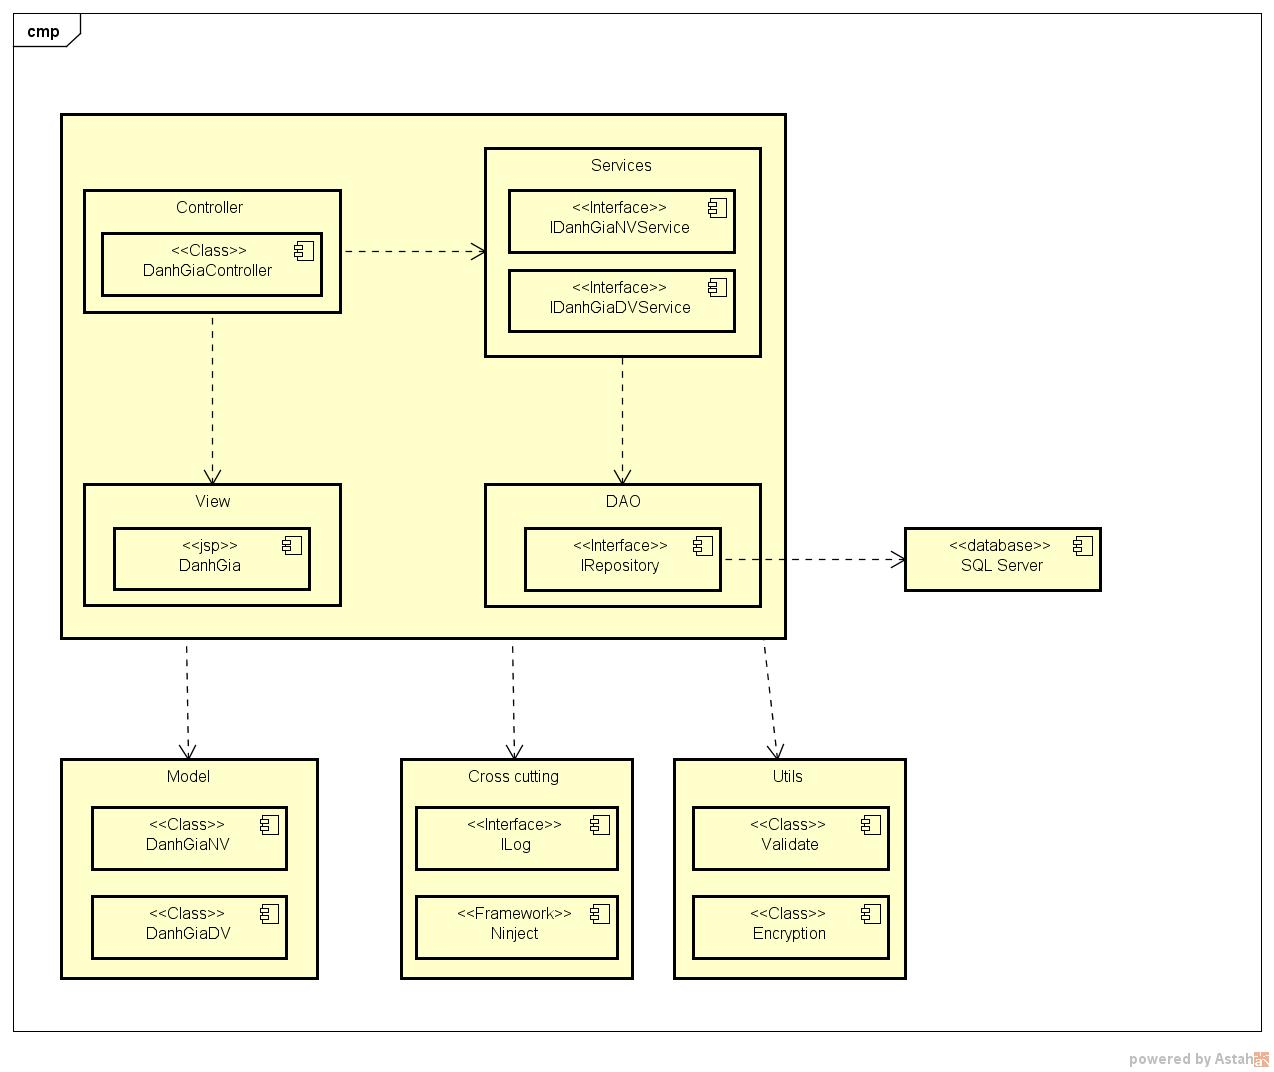 cmp
Controller
<<Class>>
DanhGiaController
Services
<<Interface>>
IDanhGiaNVService
<<Interface>>
IDanhGiaDVService
View
<<jsp>>
DanhGia
DAO
<<Interface>>
IRepository
<<database>>
SQL Server
Model
<<Class>>
DanhGiaNV
<<Class>>
DanhGiaDV
Cross cutting
<<Interface>>
ILog
<<Framework>>
Ninject
Utils
<<Class>>
Validate
<<Class>>
Encryption
powered by Astah